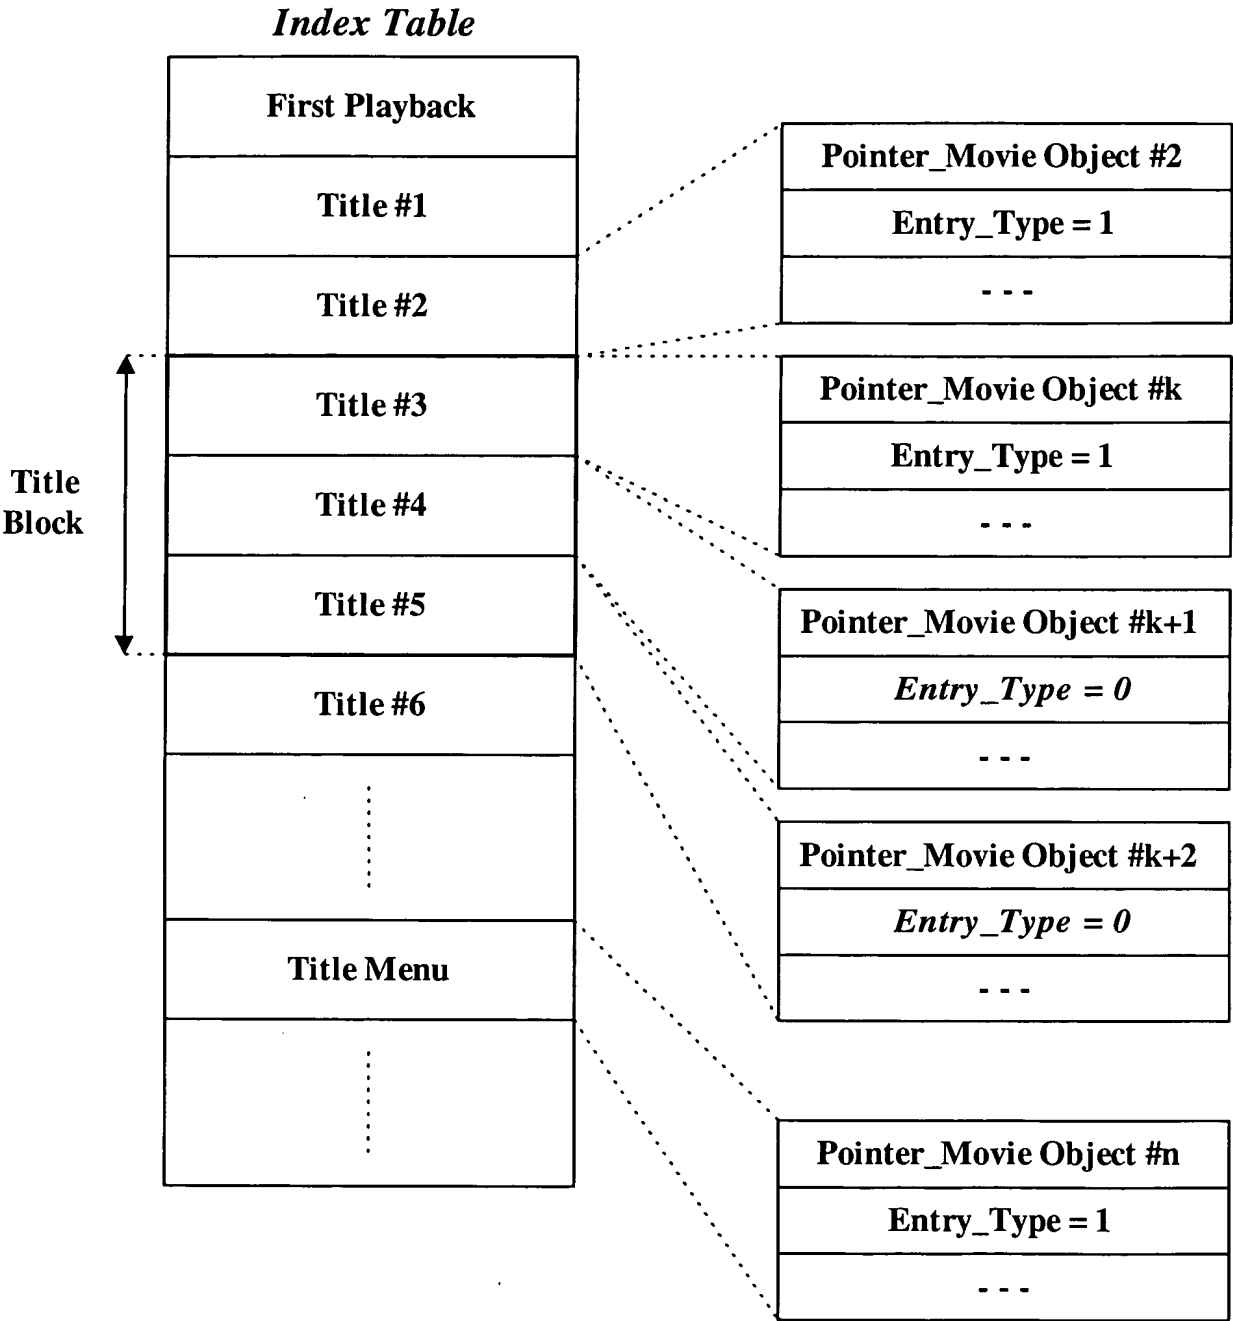 Index Table
First Playback
Title #1
Title #2
Title #3
Title #4
Title #5
Title #6
Title Menu
Title
Block
Pointer_Movie Object #2
Entry_Type = 1
- - -
Pointer_Movie Object #k
Entry_Type = 1
- - -
Pointer_Movie Object #k+1
Entry_Type = 0
- - -
Pointer_Movie Object #k+2
Entry_Type = 0
- - -
Pointer_Movie Object #n
Entry_Type = 1
- - -